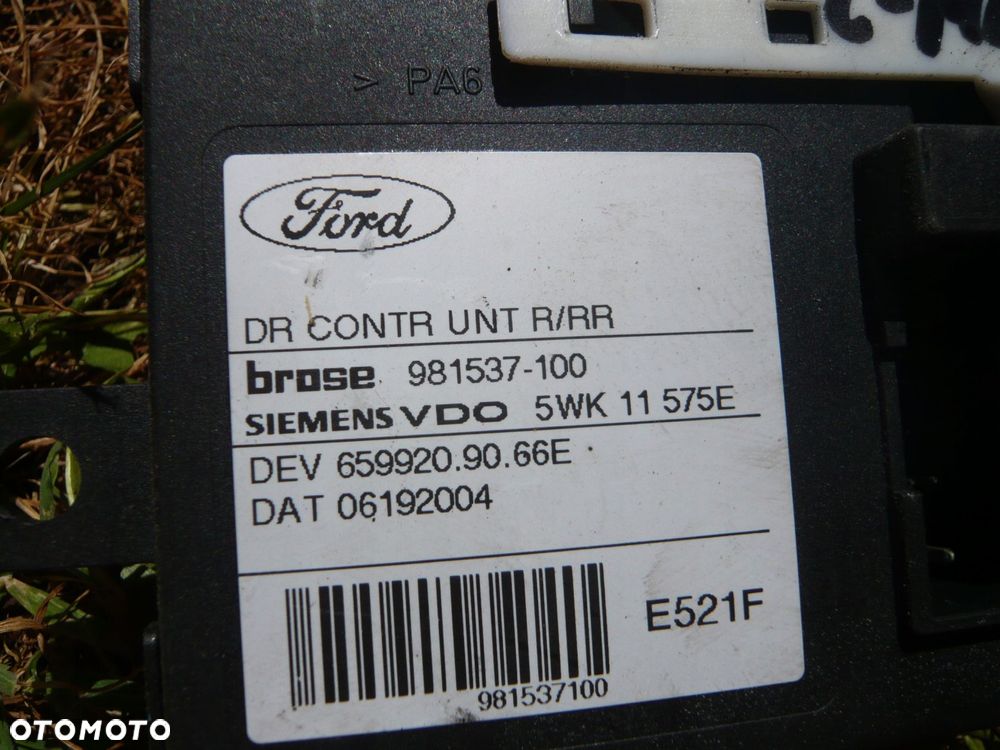 > PA6
Ford
DR CONTR UNT R/RR
brose 981537-100
SIEMENS VDO 5WK 11 575E
DEV 659920.90.66E
DAT 06192004
E521F
981537100
OTOMOTO